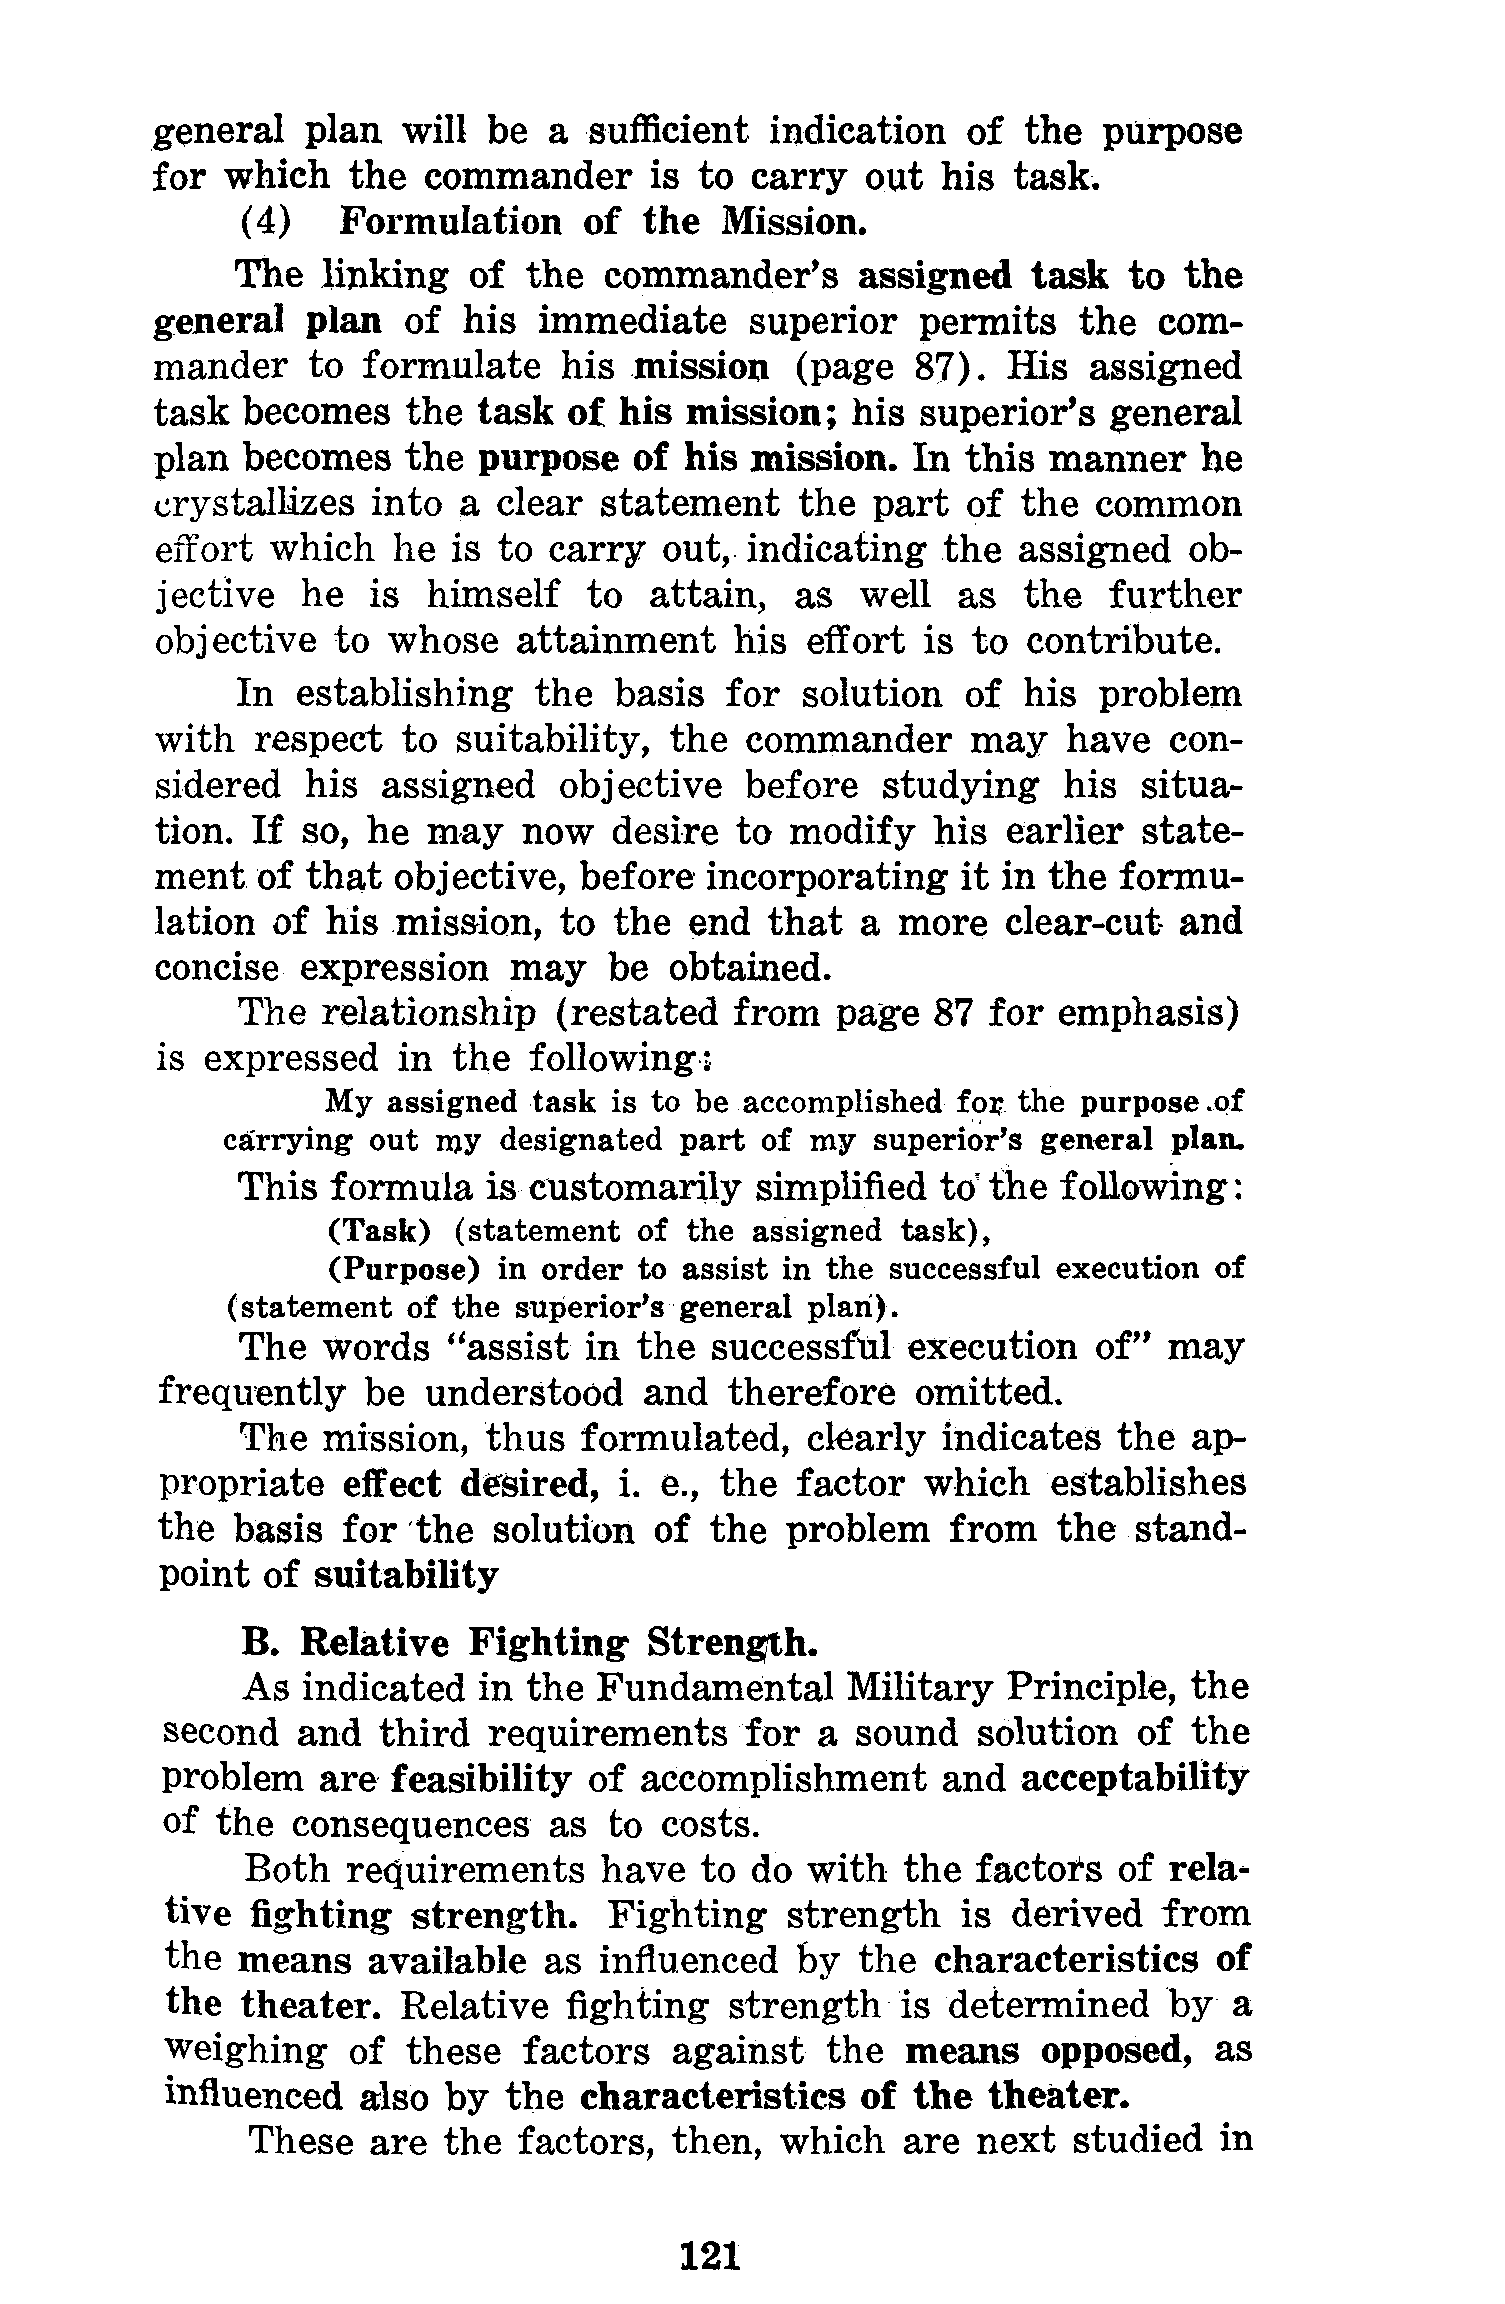 general plan will be a sufficient indication of the purpose
for which the commander is to carry out his task.
(4) Formulation of the Mission.
The linking of the commander's assigned task to the
general plan of his immediate superior permits the com-
mander to formulate his mission (page 87). His assigned
task becomes the task of his mission; his superior's general
plan becomes the purpose of his mission. In this manner he
crystallizes into a clear statement the part of the common
effort which he is to carry out, indicating the assigned ob-
jective he is himself to attain, as well as the further
objective to whose attainment his effort is to contribute.
In establishing the basis for solution of his problem
with respect to suitability, the commander may have con-
sidered his assigned objective before studying his situa-
tion. If so, he may now desire to modify his earlier state-
ment of that objective, before incorporating it in the formu-
lation of his mission, to the end that a more clear-cut and
concise expression may be obtained.
The relationship (restated from page 87 for emphasis)
is expressed in the following:
My assigned task is to be accomplished for the purpose of
carrying out my designated part of my superior's general plan.
This formula is customarily simplified to the following:
(Task) (statement of the assigned task),
(Purpose) in order to assist in the successful execution of
(statement of the superior's general plan).
The words "assist in the successful execution of" may
frequently be understood and therefore omitted.
The mission, thus formulated, clearly indicates the ap-
propriate effect desired, i. e., the factor which establishes
the basis for the solution of the problem from the stand-
point of suitability
B. Relative Fighting Strength.
As indicated in the Fundamental Military Principle, the
second and third requirements for a sound solution of the
problem are feasibility of accomplishment and acceptability
of the consequences as to costs.
Both requirements have to do with the factors of rela-
tive fighting strength. Fighting strength is derived from
the means available as influenced by the characteristics of
the theater. Relative fighting strength is determined by a
weighing of these factors against the means opposed, as
influenced also by the characteristics of the theater.
These are the factors, then, which are next studied in
121